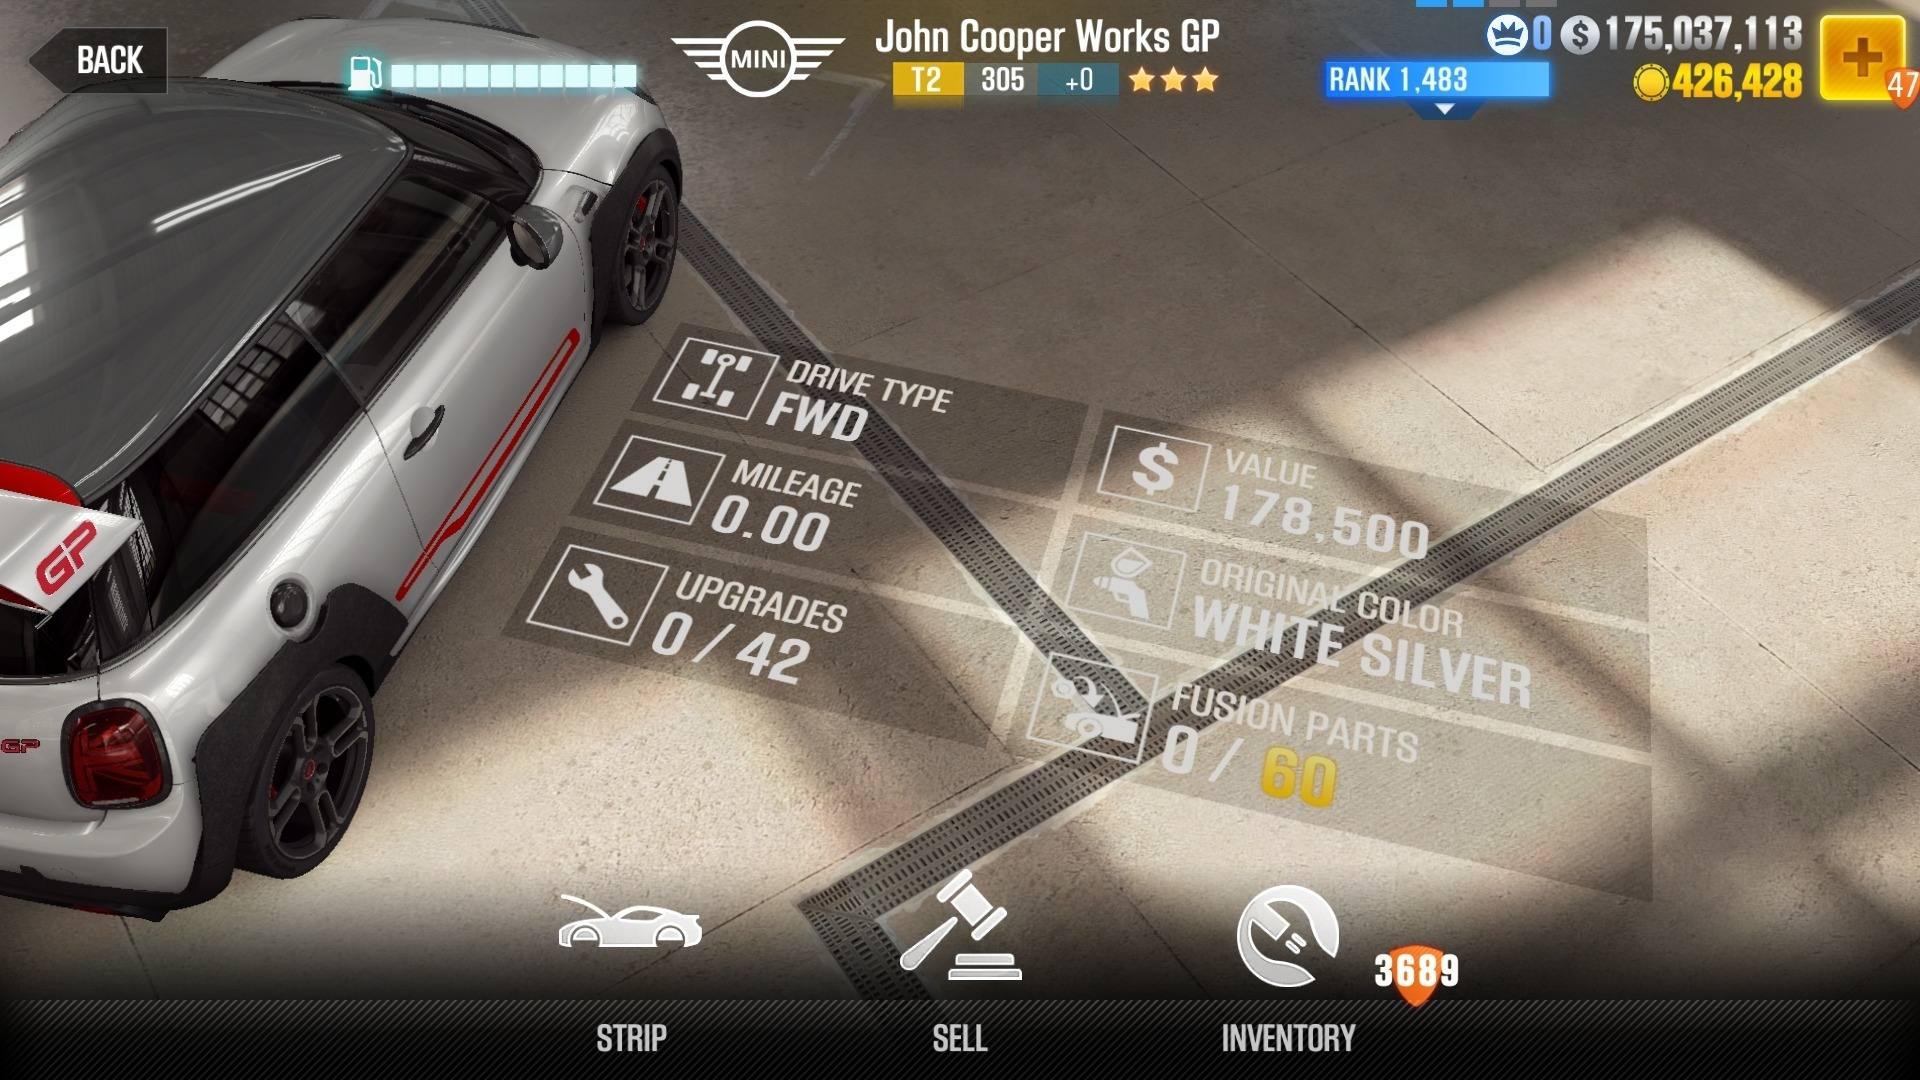 BACK
MINI
John Cooper Works GP
T2 305 +0
RANK 1,483
0 $ 175,037,113
426,428
47
DRIVE TYPE
FWD
MILEAGE
0.00
UPGRADES
0 / 42
$ VALUE
178,500
ORIGINAL COLOR
WHITE SILVER
FUSION PARTS
0 / 60
GP
GP
3689
STRIP
SELL
INVENTORY